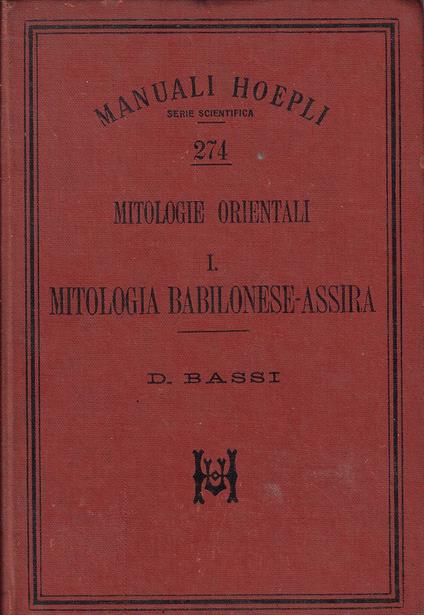 MANUALI HOEPLI
SERIE SCIENTIFICA
274
MITOLOGIE ORIENTALI
I.
MITOLOGIA BABILONESE-ASSIRA
D. BASSI